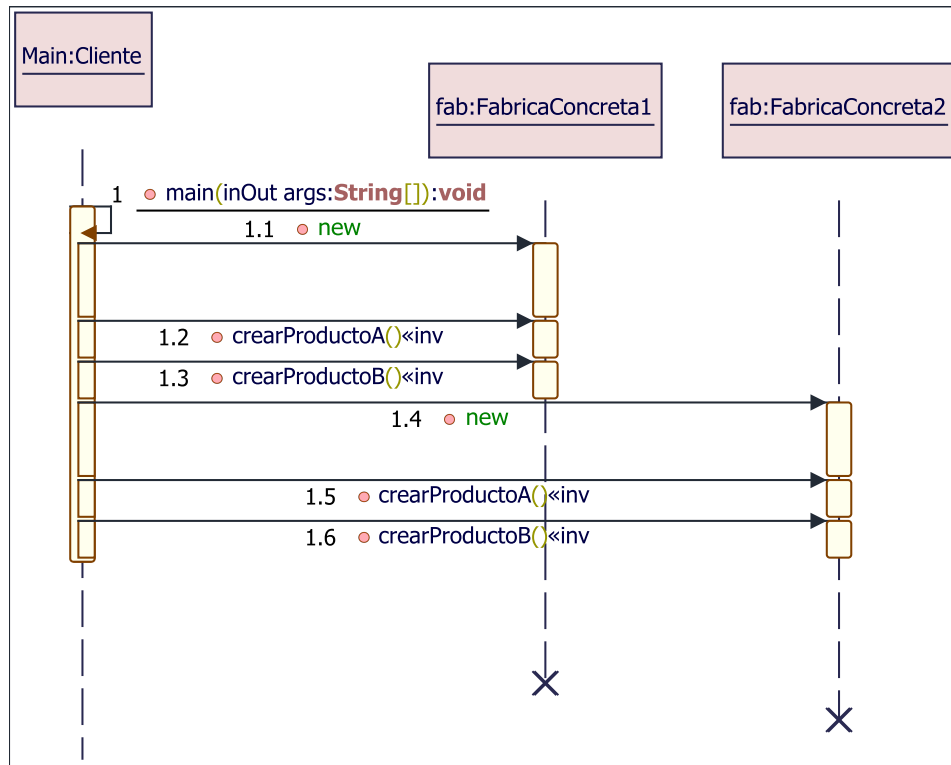 Main:Cliente
fab:FabricaConcreta1
fab:FabricaConcreta2
1 main(inOut args:String[]):void
1.1 new
1.2 crearProductoA()«inv
1.3 crearProductoB()«inv
1.4 new
1.5 crearProductoA()«inv
1.6 crearProductoB()«inv